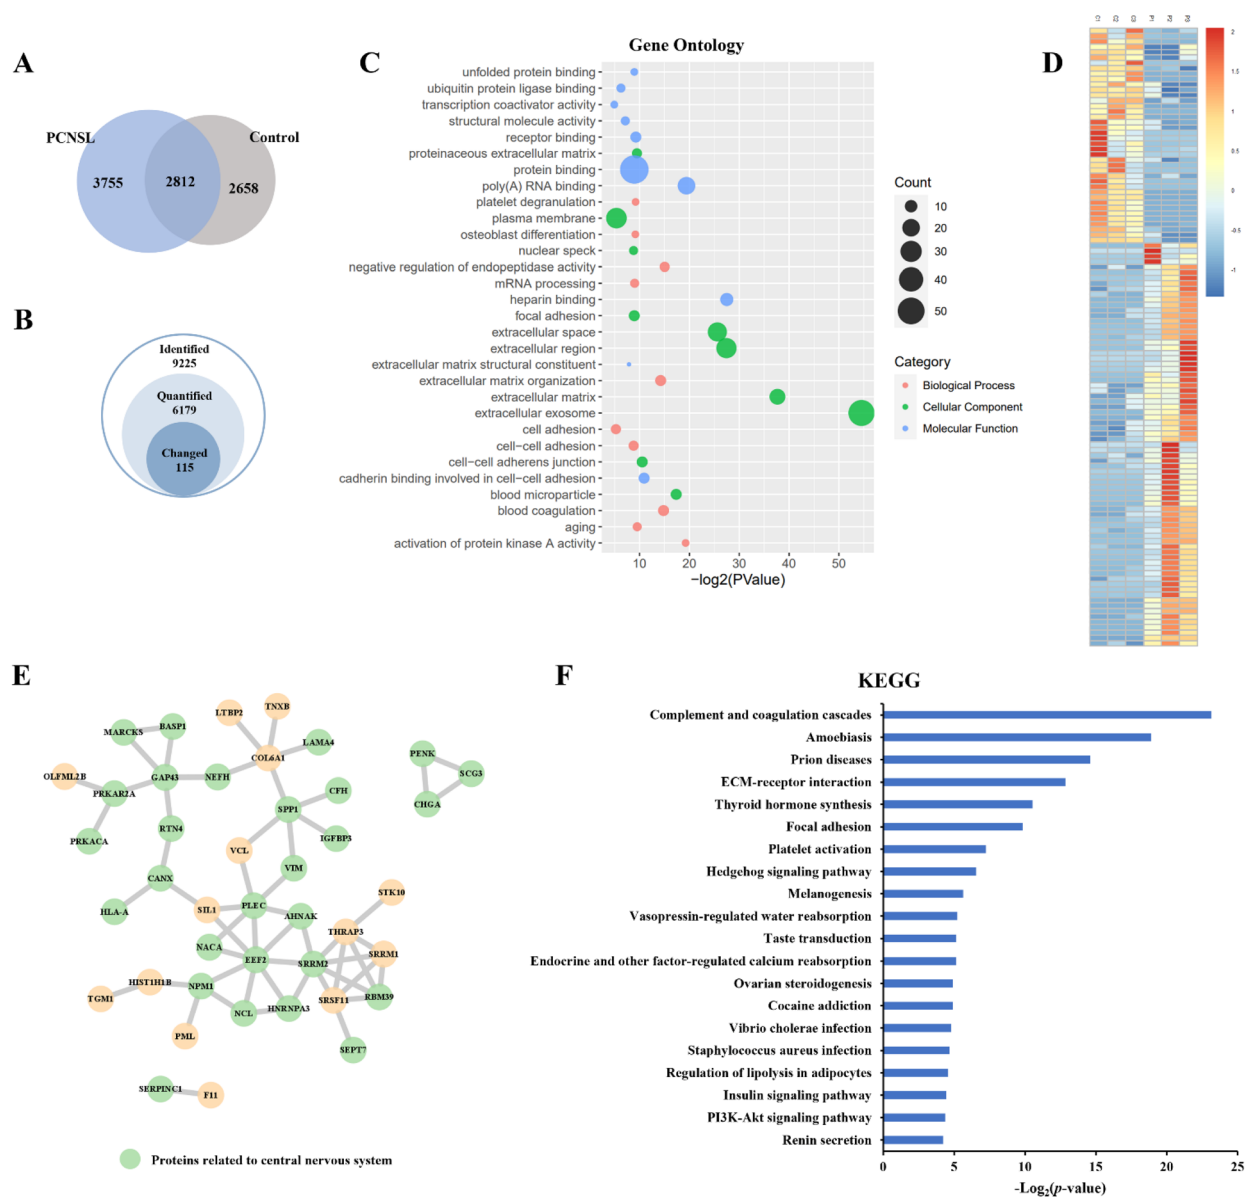 A
PCNSL
Control
3755
2812
2658
B
Identified
9225
Quantified
6179
Changed
115
C
Gene Ontology
unfolded protein binding
ubiquitin protein ligase binding
transcription coactivator activity
structural molecule activity
receptor binding
proteinaceous extracellular matrix
protein binding
poly(A) RNA binding
platelet degranulation
plasma membrane
osteoblast differentiation
nuclear speck
negative regulation of endopeptidase activity
mRNA processing
heparin binding
focal adhesion
extracellular space
extracellular region
extracellular matrix structural constituent
extracellular matrix organization
extracellular matrix
extracellular exosome
cell adhesion
cell−cell adhesion
cell−cell adherens junction
cadherin binding involved in cell−cell adhesion
blood microparticle
blood coagulation
aging
activation of protein kinase A activity
10 20 30 40 50
−log2(PValue)
Count
10
20
30
40
50
Category
Biological Process
Cellular Component
Molecular Function
D
C1 C2 C3 P1 P2 P3
2
1.5
1
0.5
0
-0.5
-1
E
LTBP2
TNXB
MARCKS
BASP1
LAMA4
COL6A1
OLFML2B
GAP43
NEFH
PRKAR2A
CFH
SPP1
RTN4
PRKACA
IGFBP3
VCL
VIM
CANX
STK10
HLA-A
SIL1
PLEC
AHNAK
THRAP3
NACA
EEF2
SRRM2
SRRM1
HIST1H1B
NPM1
TGM1
SRSF11
RBM39
NCL
HNRNPA3
PML
SEPT7
SERPINC1
F11
PENK
SCG3
CHGA
Proteins related to central nervous system
F
KEGG
Complement and coagulation cascades
Amoebiasis
Prion diseases
ECM-receptor interaction
Thyroid hormone synthesis
Focal adhesion
Platelet activation
Hedgehog signaling pathway
Melanogenesis
Vasopressin-regulated water reabsorption
Taste transduction
Endocrine and other factor-regulated calcium reabsorption
Ovarian steroidogenesis
Cocaine addiction
Vibrio cholerae infection
Staphylococcus aureus infection
Regulation of lipolysis in adipocytes
Insulin signaling pathway
PI3K-Akt signaling pathway
Renin secretion
0 5 10 15 20 25
-Log2(p-value)